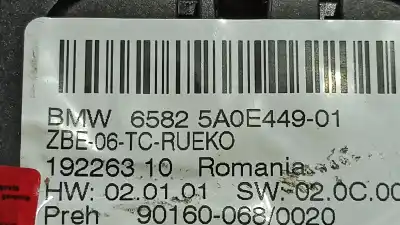 BMW 6582 5A0E449-01
ZBE-06-TC-RUEKO
192263 10 Romania
HW: 02.01.01 SW: 02.0C.00
Preh 90160-068/0020